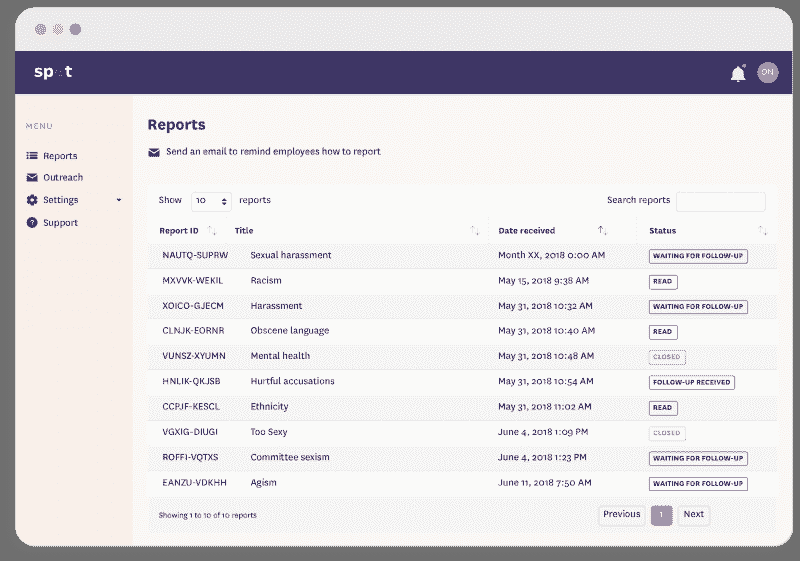 spot
ON
MENU
Reports
Outreach
Settings
Support
Reports
Send an email to remind employees how to report
Show 10 reports
Search reports
Report ID Title Date received Status
NAUTQ-SUPRW Sexual harassment Month XX, 2018 0:00 AM WAITING FOR FOLLOW-UP
MXVVK-WEKIL Racism May 15, 2018 9:38 AM READ
XOICO-GJECM Harassment May 31, 2018 10:32 AM WAITING FOR FOLLOW-UP
CLNJK-EORNR Obscene language May 31, 2018 10:40 AM READ
VUNSZ-XYUMN Mental health May 31, 2018 10:48 AM CLOSED
HNLIK-QKJSB Hurtful accusations May 31, 2018 10:54 AM FOLLOW-UP RECEIVED
CCPJF-KESCL Ethnicity May 31, 2018 11:02 AM READ
VGXIG-DIUGI Too Sexy June 4, 2018 1:09 PM CLOSED
ROFFI-VQTXS Committee sexism June 4, 2018 1:23 PM WAITING FOR FOLLOW-UP
EANZU-VDKHH Agism June 11, 2018 7:50 AM WAITING FOR FOLLOW-UP
Showing 1 to 10 of 10 reports
Previous 1 Next